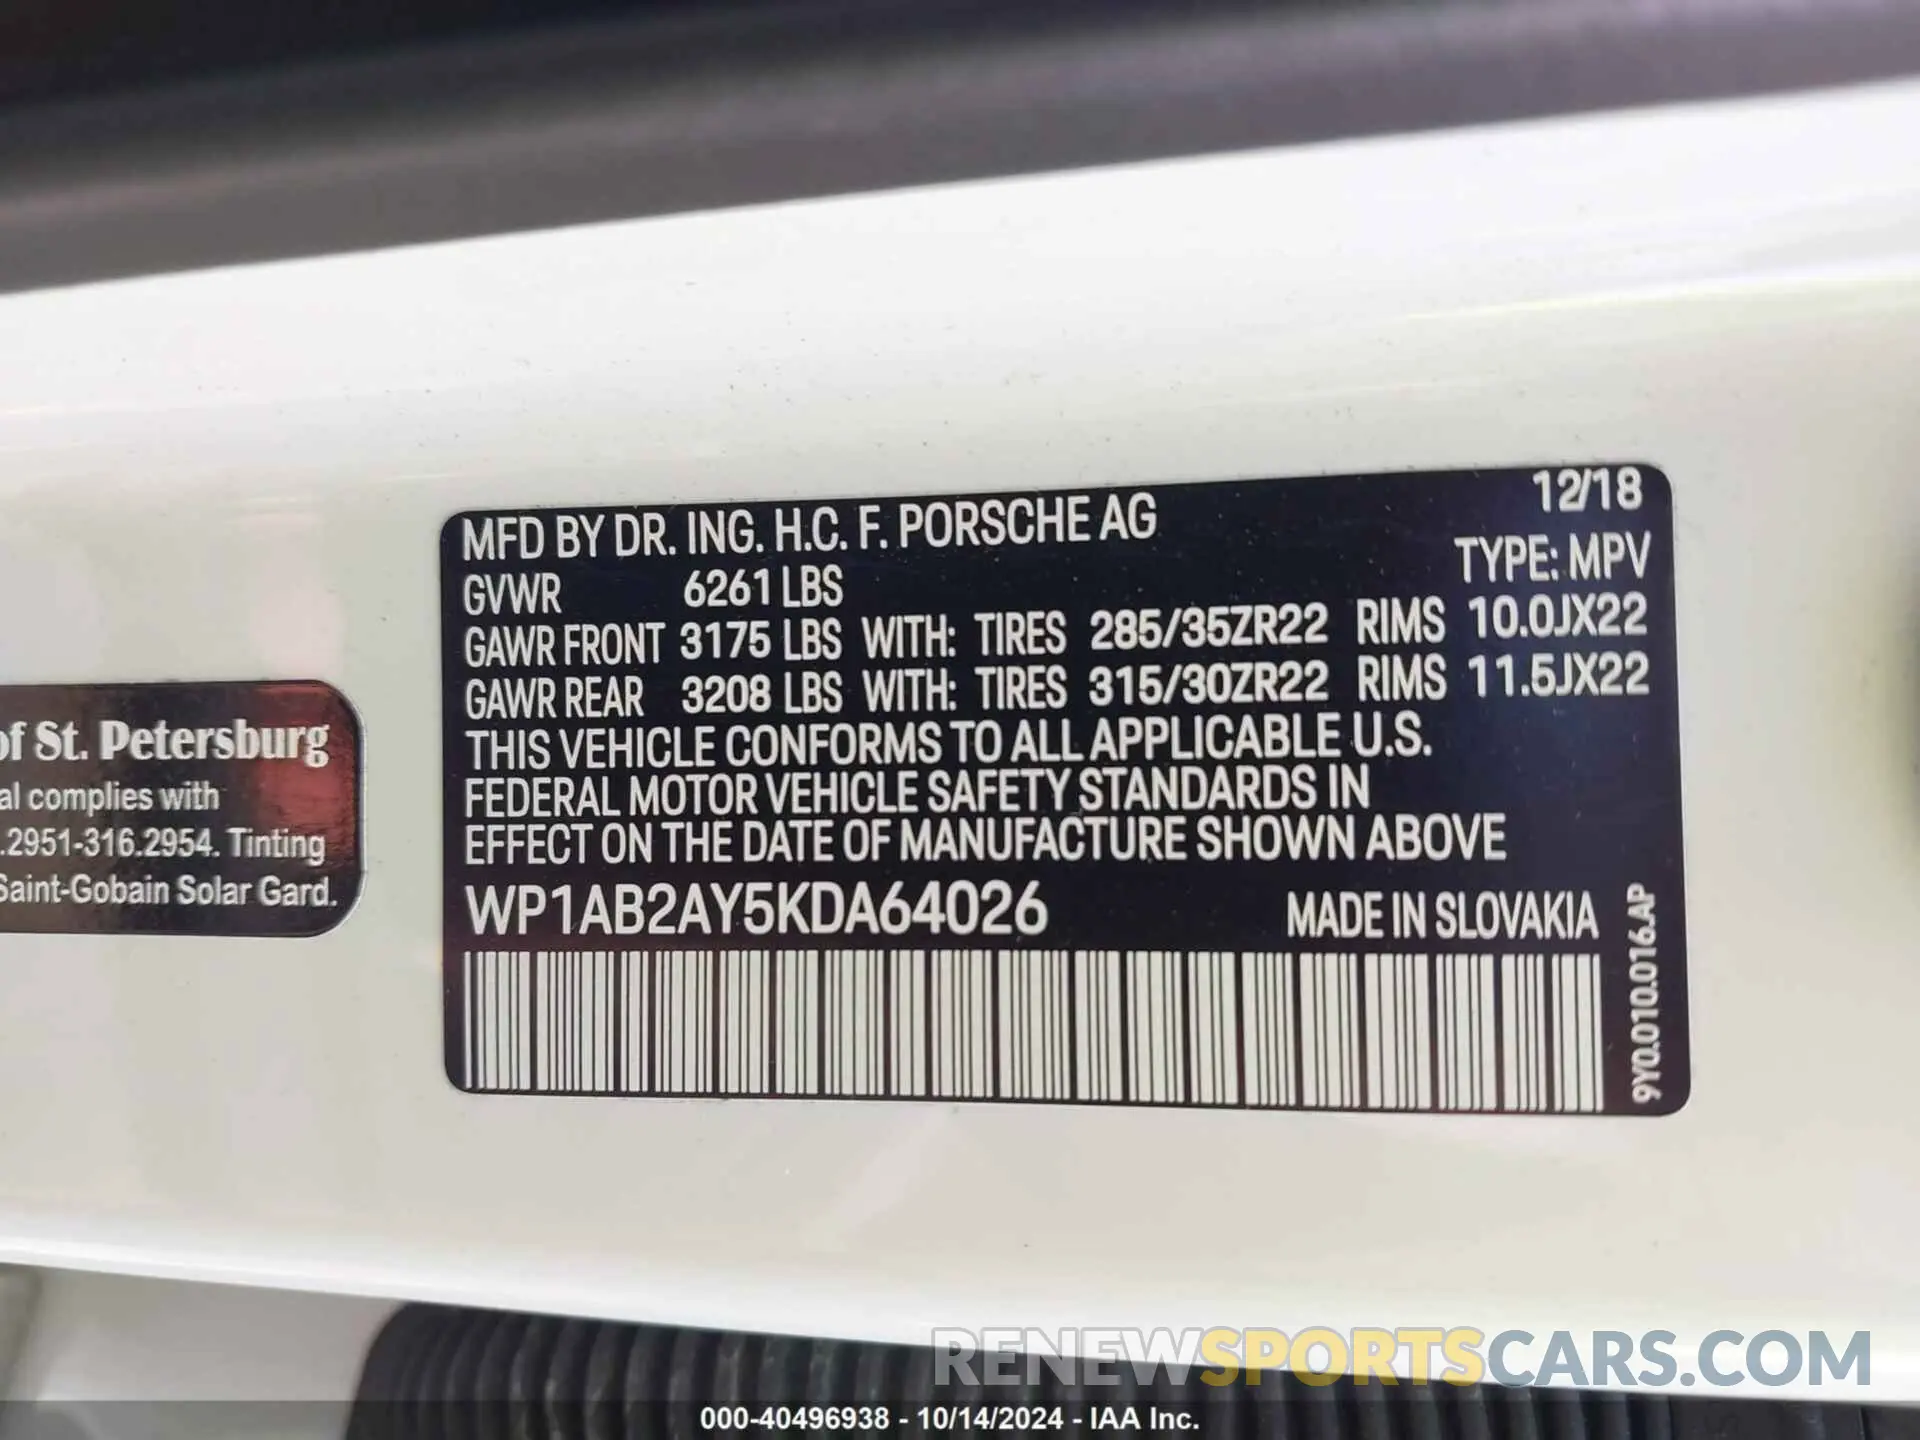 12/18
MFD BY DR. ING. H.C. F. PORSCHE AG
TYPE: MPV
GVWR 6261 LBS
GAWR FRONT 3175 LBS WITH: TIRES 285/35ZR22 RIMS 10.0JX22
GAWR REAR 3208 LBS WITH: TIRES 315/30ZR22 RIMS 11.5JX22
THIS VEHICLE CONFORMS TO ALL APPLICABLE U.S.
FEDERAL MOTOR VEHICLE SAFETY STANDARDS IN
EFFECT ON THE DATE OF MANUFACTURE SHOWN ABOVE
WP1AB2AY5KDA64026 MADE IN SLOVAKIA
9Y0.010.016.AP
of St. Petersburg
al complies with
.2951-316.2954. Tinting
Saint-Gobain Solar Gard.
RENEWSPORTSCARS.COM
000-40496938 - 10/14/2024 - IAA Inc.